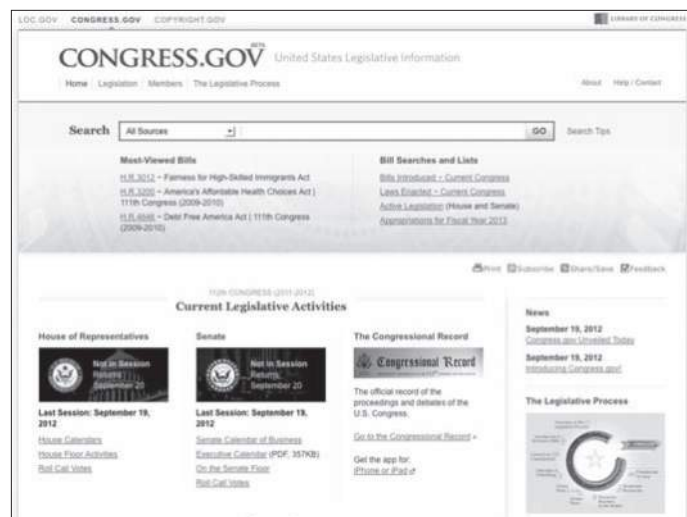 LOC.GOV CONGRESS.GOV COPYRIGHT.GOV
LIBRARY OF CONGRESS
CONGRESS.GOV BETA United States Legislative Information
Home Legislation Members The Legislative Process
About Help / Contact
Search All Sources GO Search Tips
Most-Viewed Bills
H.R.3012 – Fairness for High-Skilled Immigrants Act
H.R.3200 – America's Affordable Health Choices Act |
111th Congress (2009-2010)
H.R.4646 – Debt Free America Act | 111th Congress
(2009-2010)
Bill Searches and Lists
Bills Introduced – Current Congress
Laws Enacted – Current Congress
Active Legislation (House and Senate)
Appropriations for Fiscal Year 2013
Print Subscribe Share/Save Feedback
112th CONGRESS (2011-2012)
Current Legislative Activities
House of Representatives
Not in Session
Returns
September 20
Last Session: September 19,
2012
House Calendars
House Floor Activities
Roll Call Votes
Senate
Not in Session
Returns
September 20
Last Session: September 19,
2012
Senate Calendar of Business
Executive Calendar (PDF, 357KB)
On the Senate Floor
Roll Call Votes
The Congressional Record
Congressional Record
The official record of the
proceedings and debates of the
U.S. Congress.
Go to the Congressional Record »
Get the app for:
iPhone or iPad
News
September 19, 2012
Congress.gov Unveiled Today
September 19, 2012
Introducing Congress.gov!
The Legislative Process